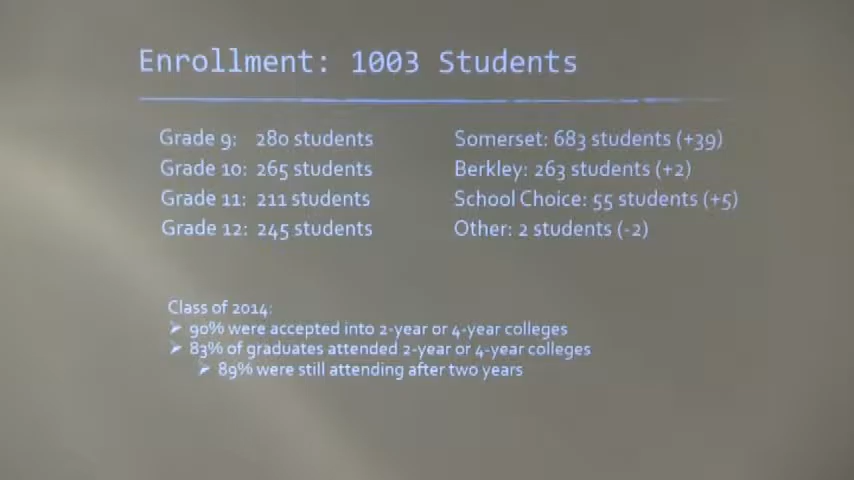 Enrollment: 1003 Students
Grade 9: 280 students
Grade 10: 265 students
Grade 11: 211 students
Grade 12: 245 students
Somerset: 683 students (+39)
Berkley: 263 students (+2)
School Choice: 55 students (+5)
Other: 2 students (-2)
Class of 2014:
➢ 90% were accepted into 2-year or 4-year colleges
➢ 83% of graduates attended 2-year or 4-year colleges
➢ 89% were still attending after two years